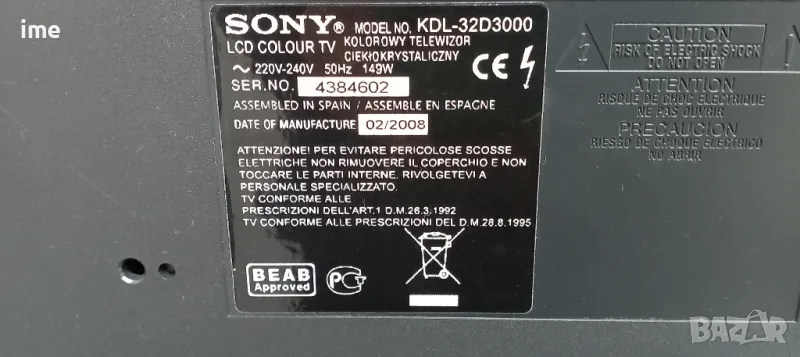 ime
SONY® MODEL NO. KDL-32D3000
LCD COLOUR TV KOLOROWY TELEWIZOR
CIEKŁOKRYSTALICZNY
~ 220V-240V 50Hz 149W
CE
SER.NO. 4384602
ASSEMBLED IN SPAIN / ASSEMBLE EN ESPAGNE
DATE OF MANUFACTURE 02/2008
ATTENZIONE! PER EVITARE PERICOLOSE SCOSSE
ELETTRICHE NON RIMUOVERE IL COPERCHIO E NON
TOCCARE LE PARTI INTERNE. RIVOLGETEVI A
PERSONALE SPECIALIZZATO.
TV CONFORME ALLE
PRESCRIZIONI DELL'ART.1 D.M.26.3.1992
TV CONFORME ALLE PRESCRIZIONI DEL D.M.28.8.1995
BEAB
Approved
CAUTION
RISK OF ELECTRIC SHOCK
DO NOT OPEN
ATTENTION
RISQUE DE CHOC ELECTRIQUE
NE PAS OUVRIR
PRECAUCION
RIESGO DE CHOQUE ELECTRICO
NO ABRIR
BAZAR